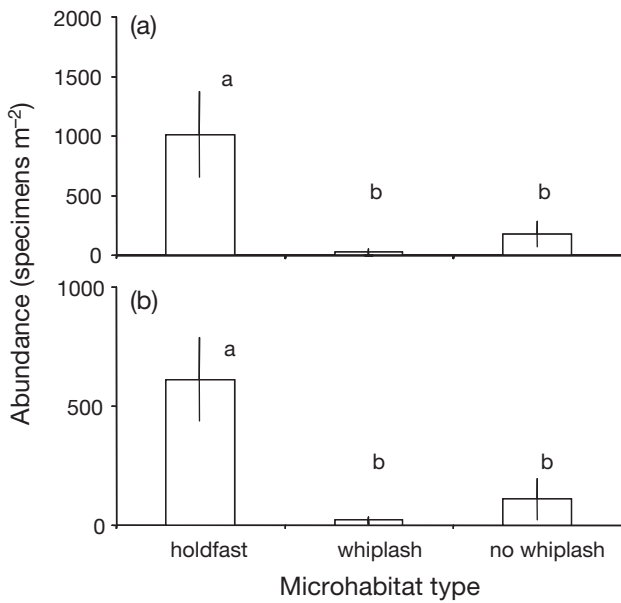 2000
(a)
1500
a
1000
500
b
b
0
1000
(b)
a
500
b
b
0
holdfast
whiplash
no whiplash
Abundance (specimens m⁻²)
Microhabitat type